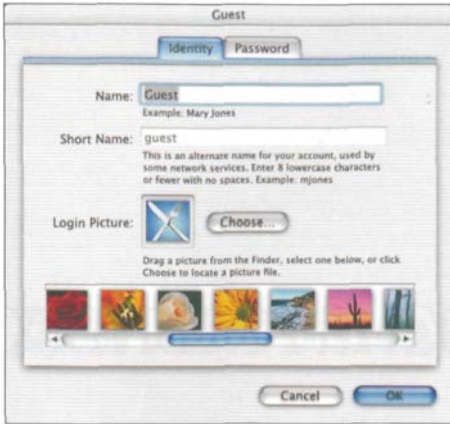 Guest
Identity Password
Name: Guest
Example: Mary Jones
Short Name: guest
This is an alternate name for your account, used by
some network services. Enter 8 lowercase characters
or fewer with no spaces. Example: mjones
Login Picture: Choose...
Drag a picture from the Finder, select one below, or click
Choose to locate a picture file.
Cancel OK